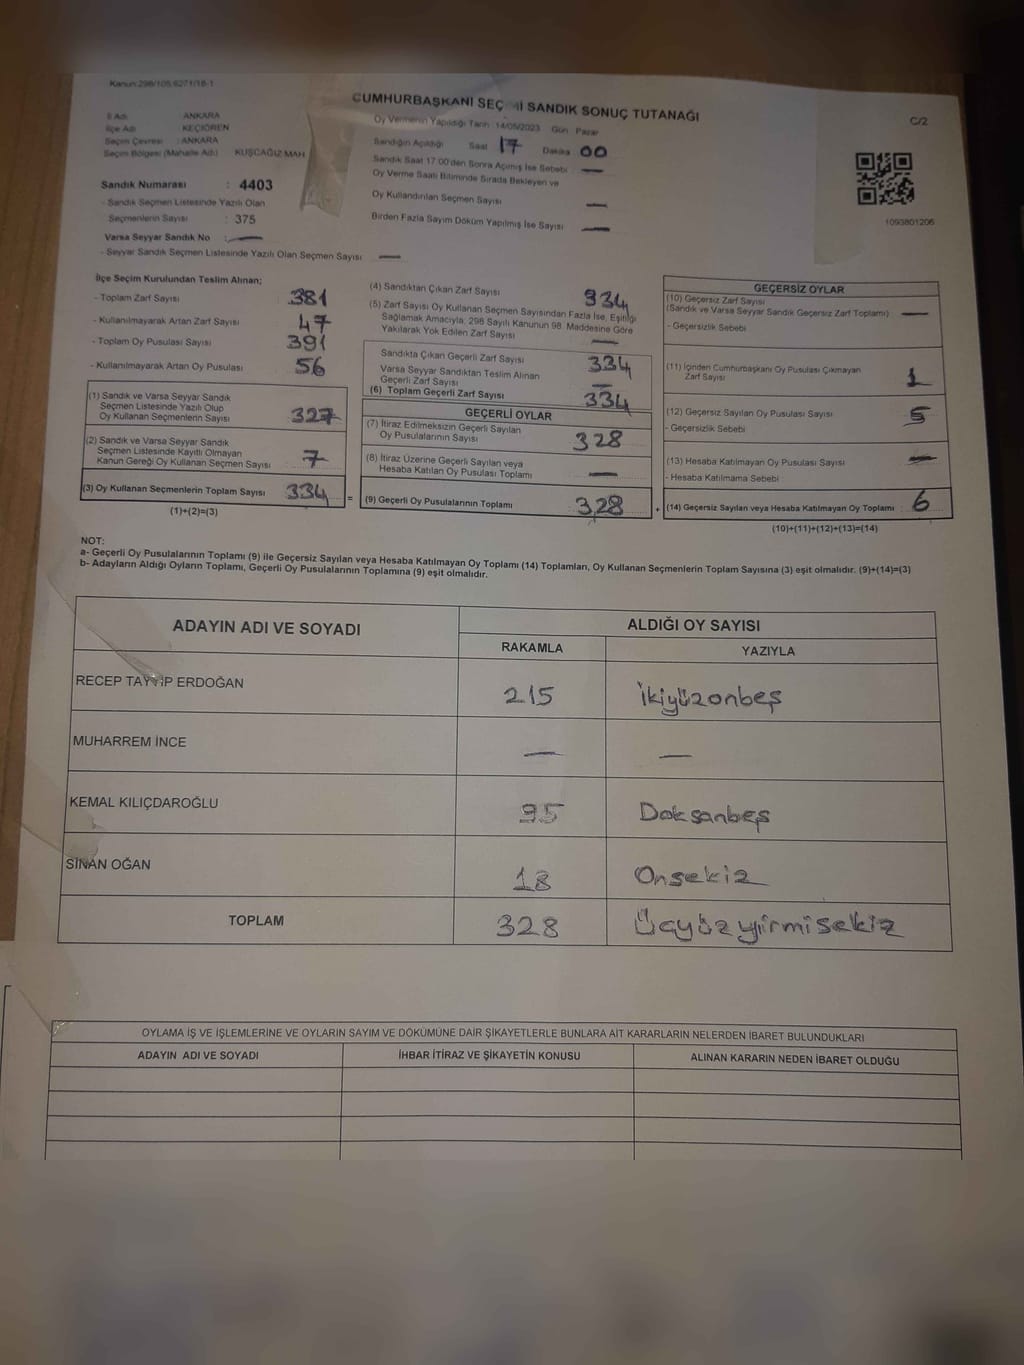 Kanun:298/105,6271/18-1
CUMHURBAŞKANI SEÇ Mİ SANDIK SONUÇ TUTANAĞI
C/2
İl Adı ANKARA
İlçe Adı KEÇİÖREN
Seçim Çevresi : ANKARA
Seçim Bölgesi (Mahalle Adı) KUŞCAĞIZ MAH
Sandık Numarası : 4403
- Sandık Seçmen Listesinde Yazılı Olan
Seçmenlerin Sayısı : 375
Varsa Seyyar Sandık No : —
- Seyyar Sandık Seçmen Listesinde Yazılı Olan Seçmen Sayısı —
Oy Vermenin Yapıldığı Tarih : 14/05/2023 Gün Pazar
Sandığın Açıldığı Saat 17 Dakika 00
Sandık Saat 17.00'den Sonra Açımış İse Sebebi : —
Oy Verme Saati Bitiminde Sırada Bekleyen ve
Oy Kullandırılan Seçmen Sayısı —
Birden Fazla Sayım Döküm Yapılmış İse Sayısı —
1093801206
İlçe Seçim Kurulundan Teslim Alınan;
- Toplam Zarf Sayısı 381
- Kullanılmayarak Artan Zarf Sayısı 47
- Toplam Oy Pusulası Sayısı 391
- Kullanılmayarak Artan Oy Pusulası 56
(1) Sandık ve Varsa Seyyar Sandık
Seçmen Listesinde Yazılı Olup
Oy Kullanan Seçmenlerin Sayısı 327
(2) Sandık ve Varsa Seyyar Sandık
Seçmen Listesinde Kayıtlı Olmayan
Kanun Gereği Oy Kullanan Seçmen Sayısı 7
(3) Oy Kullanan Seçmenlerin Toplam Sayısı 334 =
(1)+(2)=(3)
(4) Sandıktan Çıkan Zarf Sayısı 334
(5) Zarf Sayısı Oy Kullanan Seçmen Sayısından Fazla İse, Eşitliği
Sağlamak Amacıyla, 298 Sayılı Kanunun 98. Maddesine Göre
Yakılarak Yok Edilen Zarf Sayısı —
Sandıkta Çıkan Geçerli Zarf Sayısı 334
Varsa Seyyar Sandıktan Teslim Alınan
Geçerli Zarf Sayısı —
(6) Toplam Geçerli Zarf Sayısı 334
GEÇERLİ OYLAR
(7) İtiraz Edilmeksizin Geçerli Sayılan
Oy Pusulalarının Sayısı 328
(8) İtiraz Üzerine Geçerli Sayılan veya
Hesaba Katılan Oy Pusulası Toplamı —
(9) Geçerli Oy Pusulalarının Toplamı 328 +
GEÇERSİZ OYLAR
(10) Geçersiz Zarf Sayısı
(Sandık ve Varsa Seyyar Sandık Geçersiz Zarf Toplamı) : —
- Geçersizlik Sebebi
(11) İçinden Cumhurbaşkanı Oy Pusulası Çıkmayan
Zarf Sayısı 1
(12) Geçersiz Sayılan Oy Pusulası Sayısı 5
- Geçersizlik Sebebi
(13) Hesaba Katılmayan Oy Pusulası Sayısı —
- Hesaba Katılmama Sebebi
(14) Geçersiz Sayılan veya Hesaba Katılmayan Oy Toplamı : 6
(10)+(11)+(12)+(13)=(14)
NOT:
a- Geçerli Oy Pusulalarının Toplamı (9) ile Geçersiz Sayılan veya Hesaba Katılmayan Oy Toplamı (14) Toplamları, Oy Kullanan Seçmenlerin Toplam Sayısına (3) eşit olmalıdır. (9)+(14)=(3)
b- Adayların Aldığı Oyların Toplamı, Geçerli Oy Pusulalarının Toplamına (9) eşit olmalıdır.
ADAYIN ADI VE SOYADI ALDIĞI OY SAYISI
RAKAMLA YAZIYLA
RECEP TAYYİP ERDOĞAN 215 İkiyüzonbeş
MUHARREM İNCE — —
KEMAL KILIÇDAROĞLU 95 Doksanbeş
SİNAN OĞAN 18 Onsekiz
TOPLAM 328 Üçyüzyirmisekiz
OYLAMA İŞ VE İŞLEMLERİNE VE OYLARIN SAYIM VE DÖKÜMÜNE DAİR ŞİKAYETLERLE BUNLARA AİT KARARLARIN NELERDEN İBARET BULUNDUKLARI
ADAYIN ADI VE SOYADI İHBAR İTİRAZ VE ŞİKAYETİN KONUSU ALINAN KARARIN NEDEN İBARET OLDUĞU